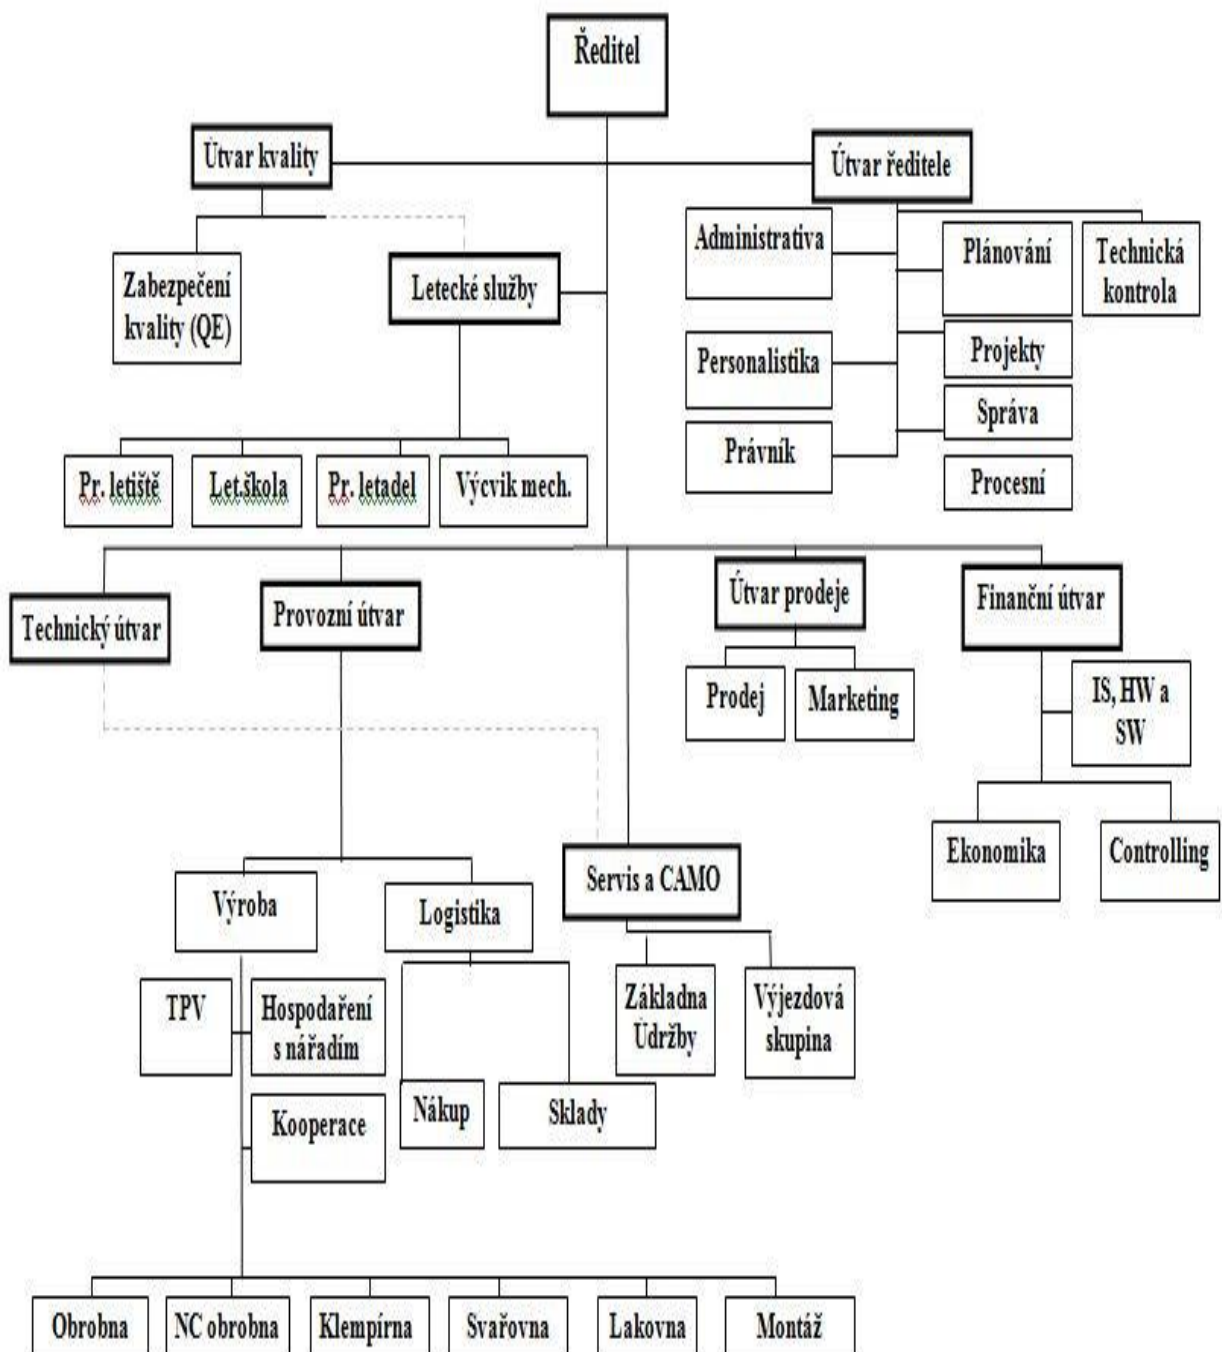 Ředitel
Útvar kvality
Útvar ředitele
Administrativa
Plánování
Technická
kontrola
Zabezpečení
kvality (QE)
Letecké služby
Personalistika
Projekty
Správa
Právník
Procesní
Pr. letiště
Let.škola
Pr. letadel
Výcvik mech.
Technický útvar
Provozní útvar
Útvar prodeje
Finanční útvar
Prodej
Marketing
IS, HW a
SW
Ekonomika
Controlling
Servis a CAMO
Výroba
Logistika
TPV
Hospodaření
s nářadím
Základna
Údržby
Výjezdová
skupina
Kooperace
Nákup
Sklady
Obrobna
NC obrobna
Klempírna
Svařovna
Lakovna
Montáž